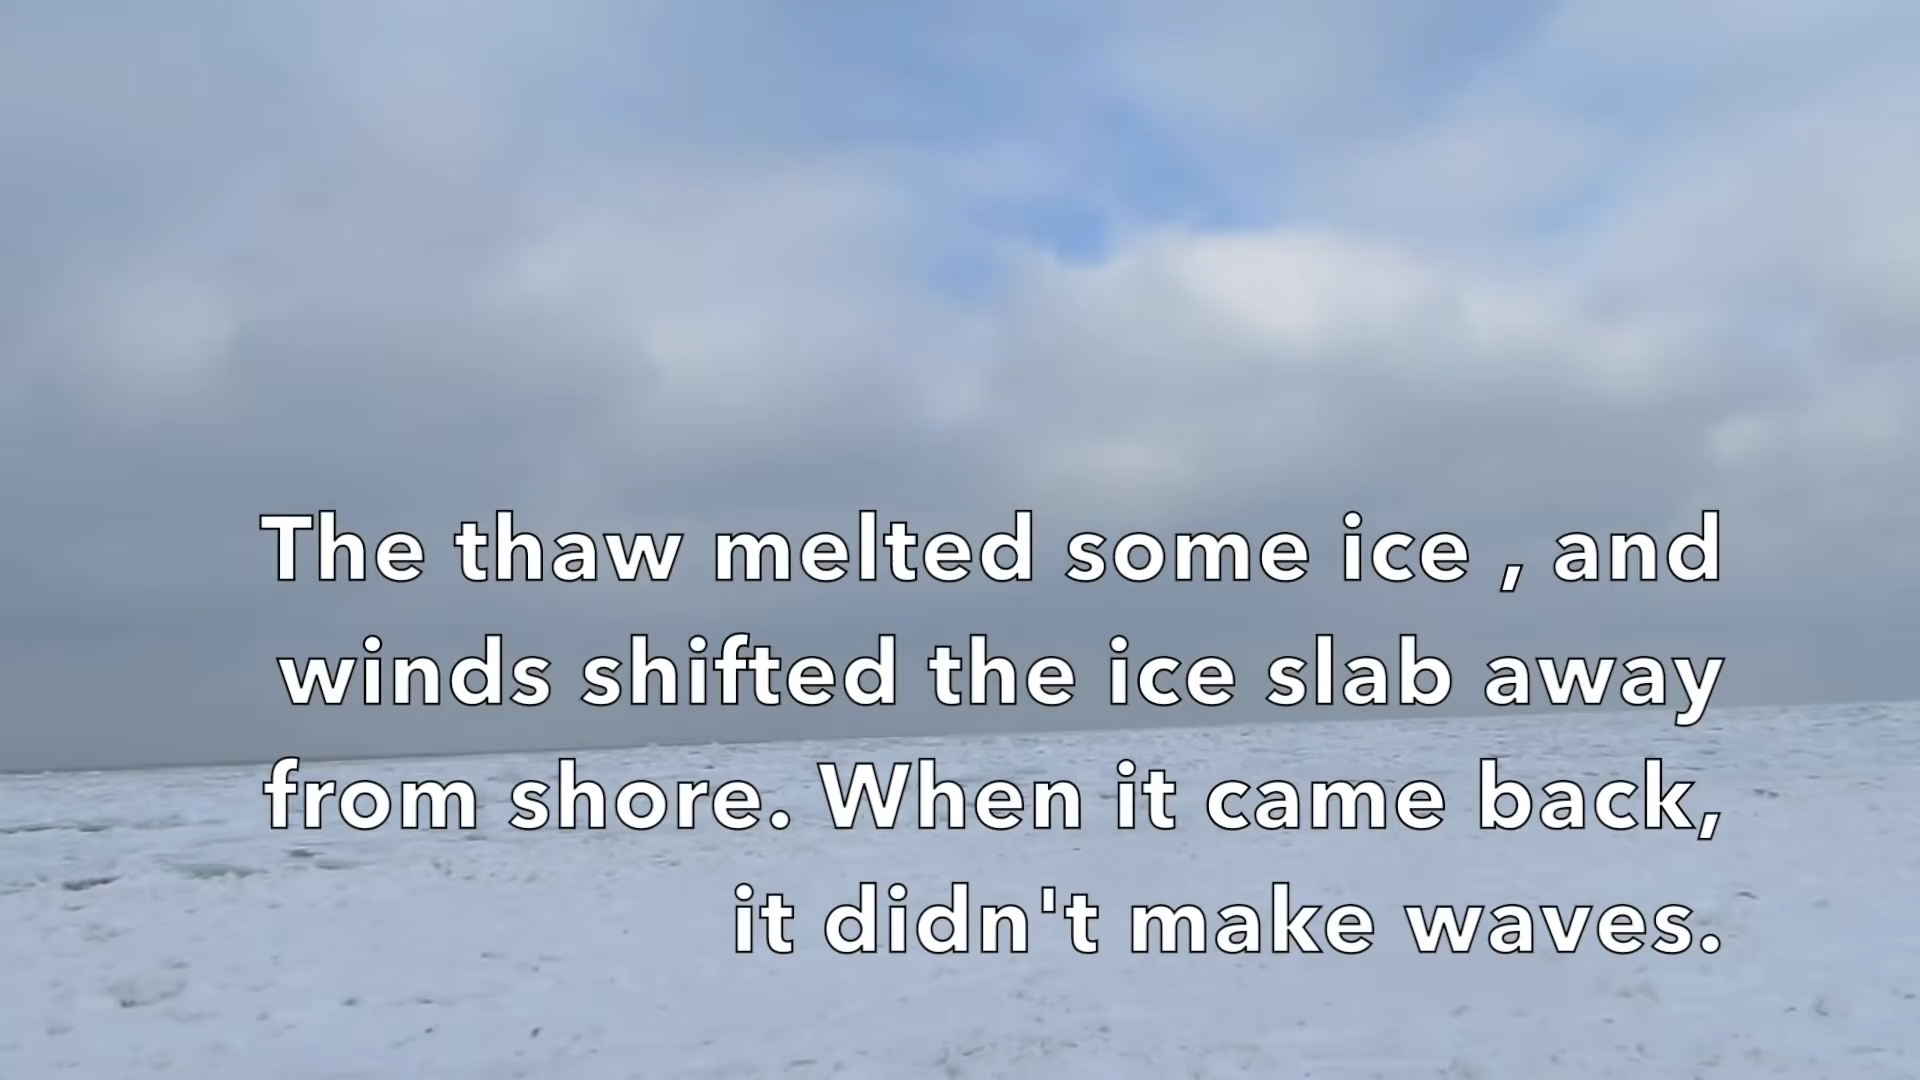 The thaw melted some ice , and
winds shifted the ice slab away
from shore. When it came back,
it didn't make waves.